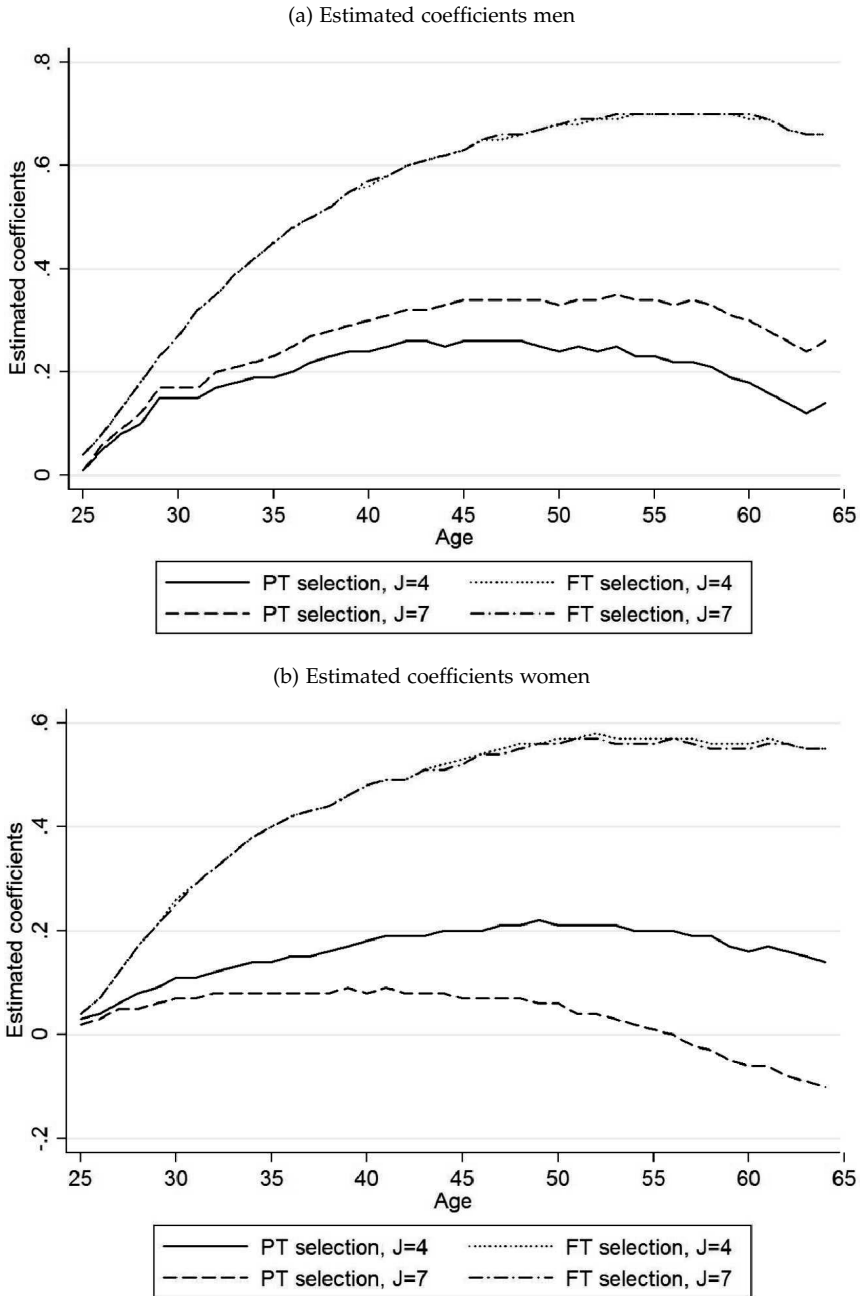 (a) Estimated coefficients men
.8
.6
.4
.2
0
Estimated coefficients
25 30 35 40 45 50 55 60 65
Age
PT selection, J=4 FT selection, J=4
PT selection, J=7 FT selection, J=7
(b) Estimated coefficients women
.6
.4
.2
0
-.2
Estimated coefficients
25 30 35 40 45 50 55 60 65
Age
PT selection, J=4 FT selection, J=4
PT selection, J=7 FT selection, J=7